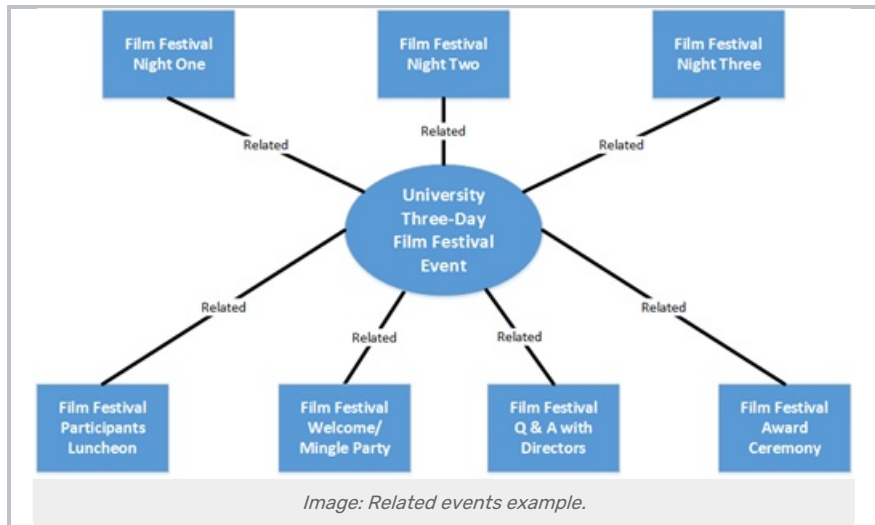 Film Festival
Night One
Film Festival
Night Two
Film Festival
Night Three
Related
Related
Related
University
Three-Day
Film Festival
Event
Related
Related
Related
Related
Film Festival
Participants
Luncheon
Film Festival
Welcome/
Mingle Party
Film Festival
Q & A with
Directors
Film Festival
Award
Ceremony
Image: Related events example.